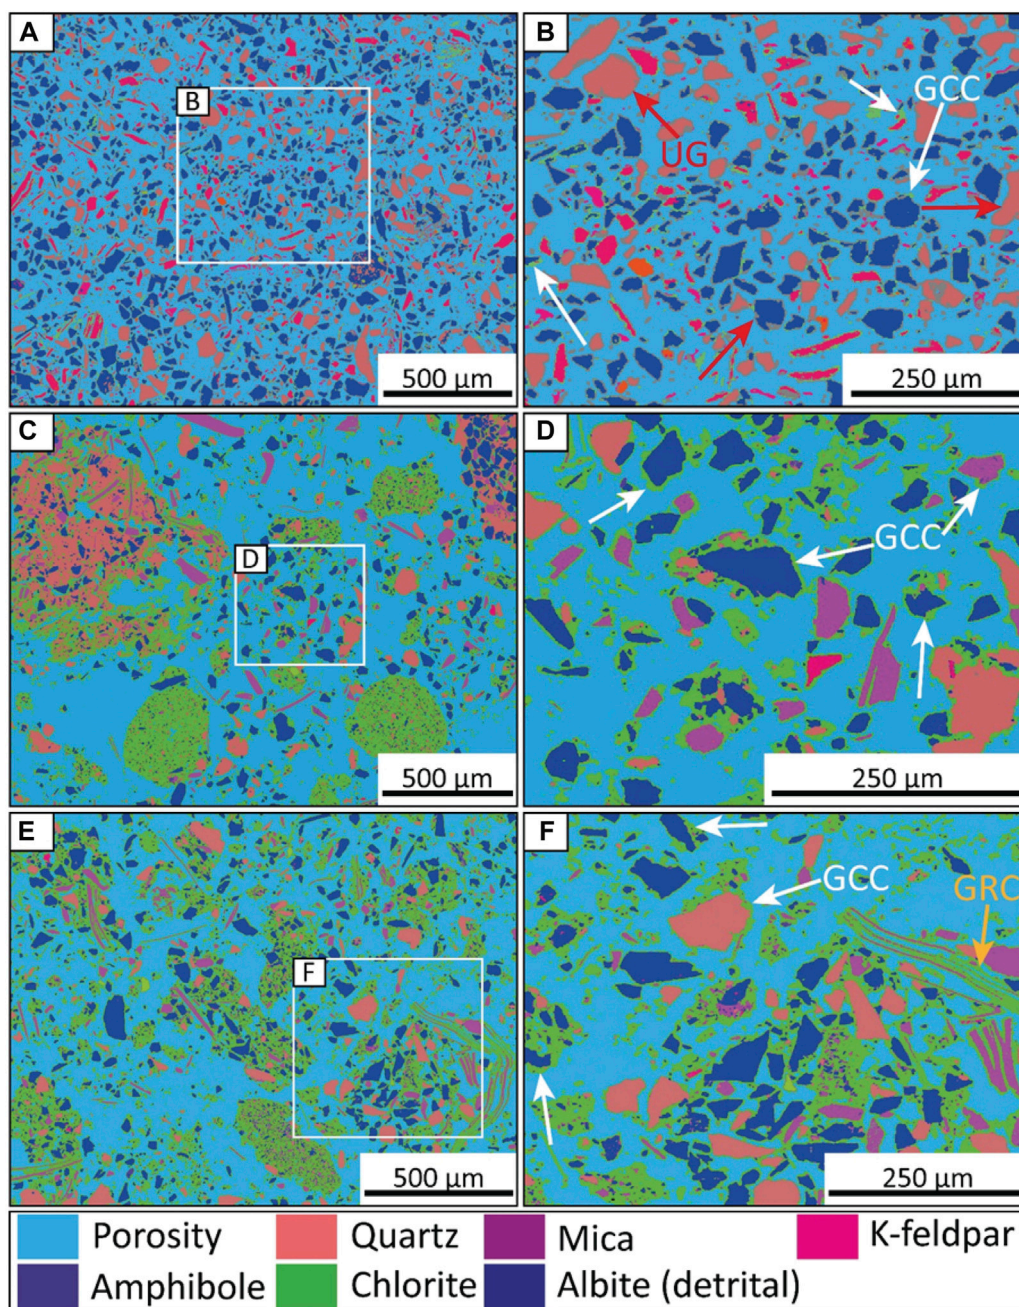 A
B
500 µm
B
UG
GCC
250 µm
C
D
500 µm
D
GCC
250 µm
E
F
500 µm
F
GCC
GRC
250 µm
Porosity
Quartz
Mica
K-feldpar
Amphibole
Chlorite
Albite (detrital)